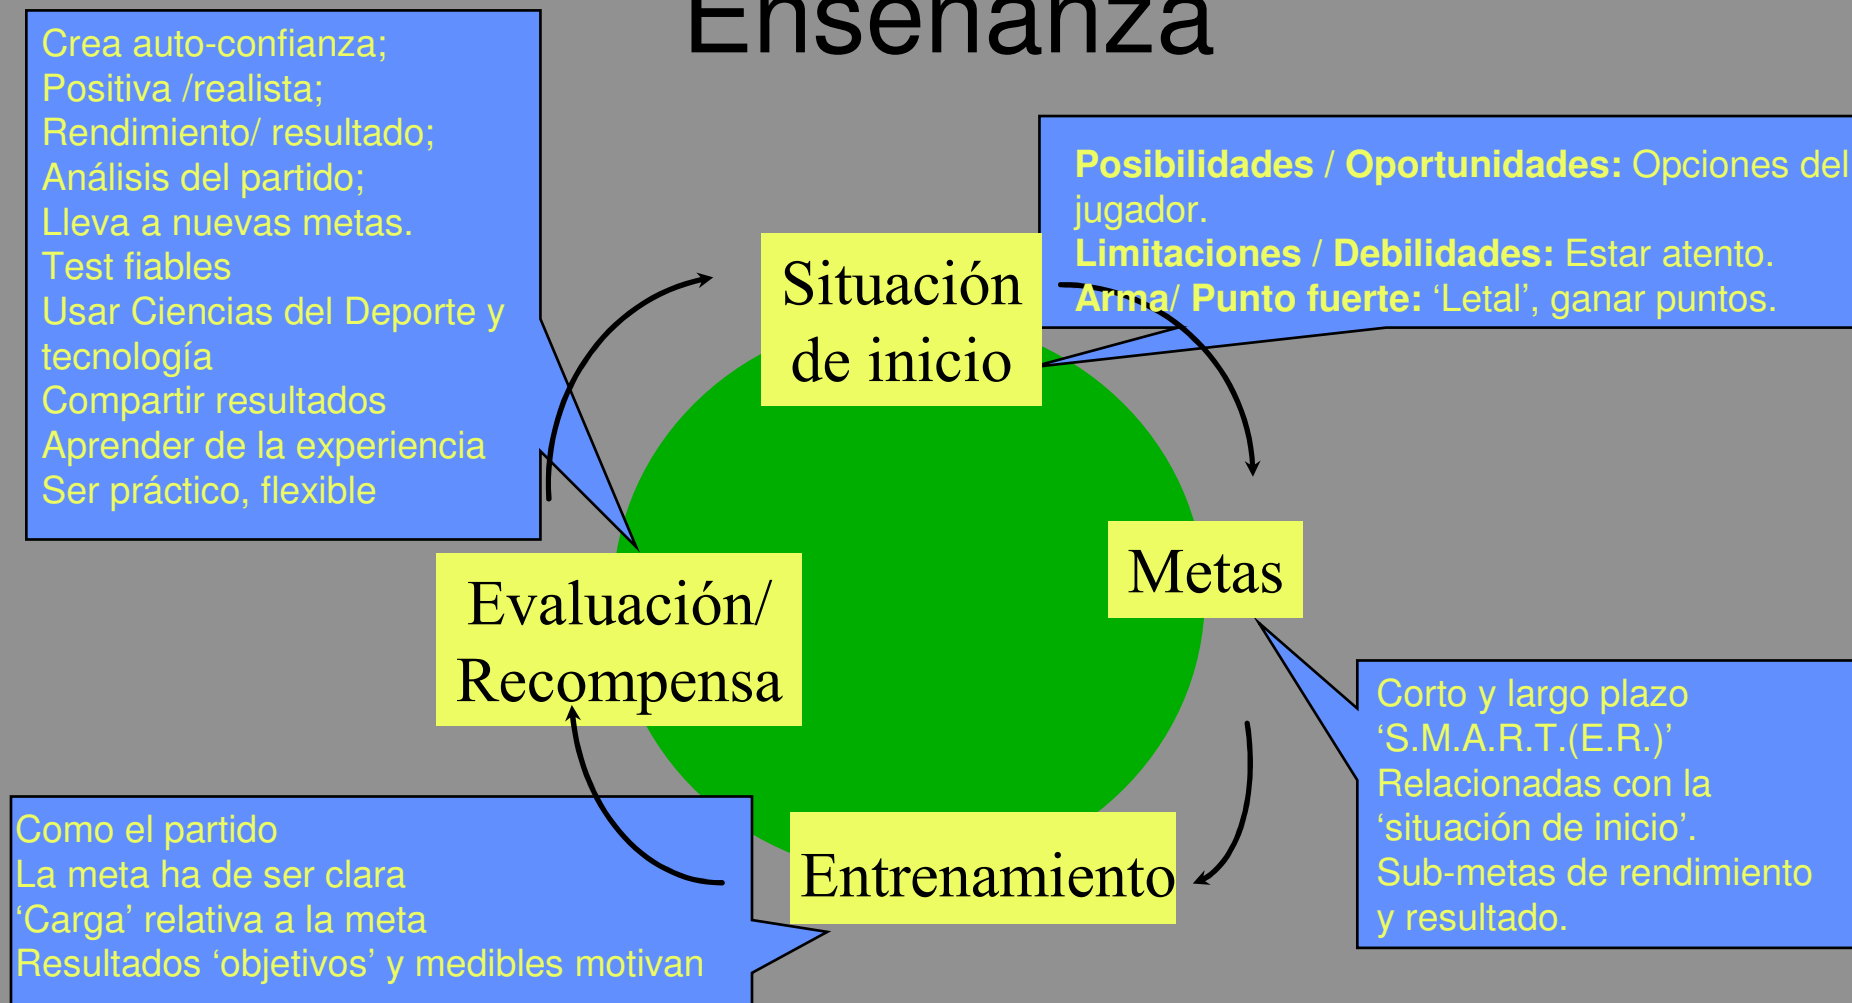 Enseñanza
Crea auto-confianza;
Positiva /realista;
Rendimiento/ resultado;
Análisis del partido;
Lleva a nuevas metas.
Test fiables
Usar Ciencias del Deporte y
tecnología
Compartir resultados
Aprender de la experiencia
Ser práctico, flexible
Posibilidades / Oportunidades: Opciones del
jugador.
Limitaciones / Debilidades: Estar atento.
Arma/ Punto fuerte: ‘Letal’, ganar puntos.
Situación
de inicio
Metas
Evaluación/
Recompensa
Corto y largo plazo
‘S.M.A.R.T.(E.R.)’
Relacionadas con la
‘situación de inicio’.
Sub-metas de rendimiento
y resultado.
Entrenamiento
Como el partido
La meta ha de ser clara
‘Carga’ relativa a la meta
Resultados ‘objetivos’ y medibles motivan